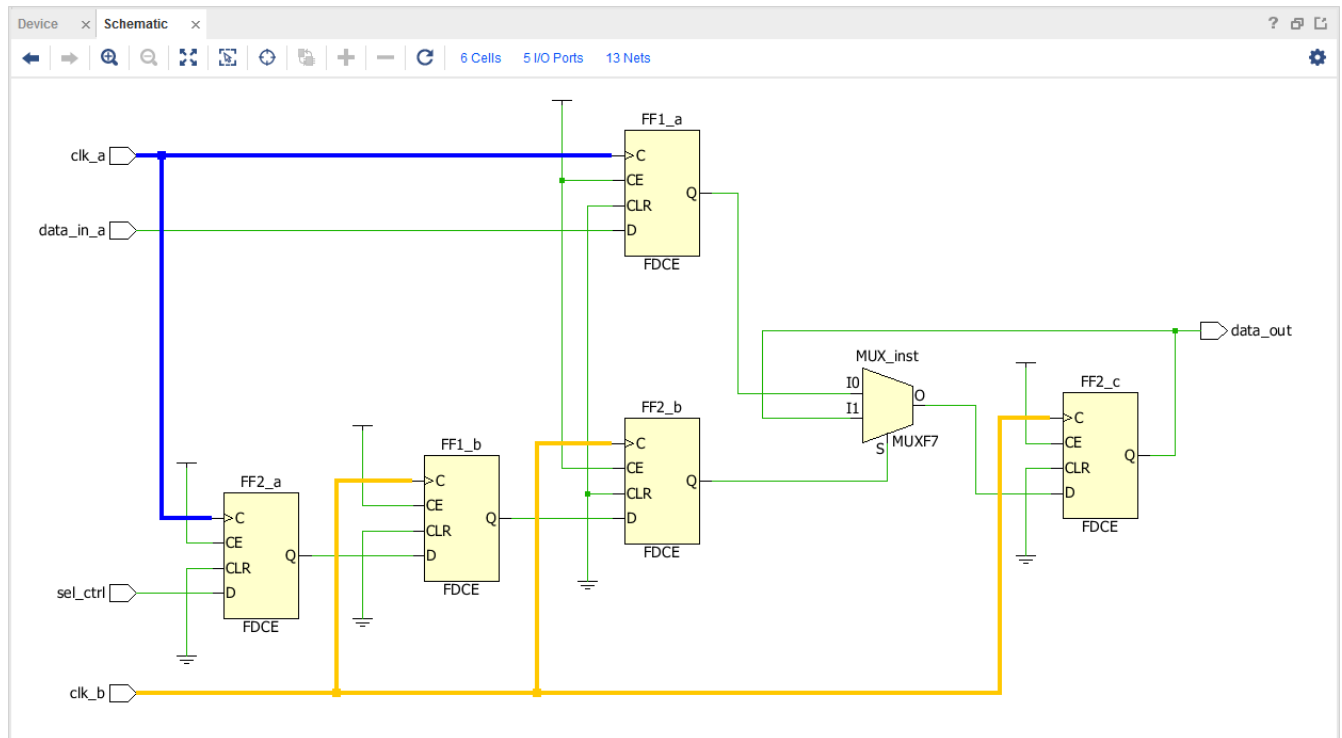 Device × Schematic ×
?
6 Cells 5 I/O Ports 13 Nets
FF1_a
clk_a
C
CE
Q
CLR
data_in_a
D
FDCE
data_out
MUX_inst
I0
O
I1
S
MUXF7
FF2_c
C
CE
Q
CLR
D
FDCE
FF2_b
C
CE
Q
CLR
D
FDCE
FF1_b
C
CE
Q
CLR
D
FDCE
FF2_a
C
CE
Q
CLR
sel_ctrl
D
FDCE
clk_b